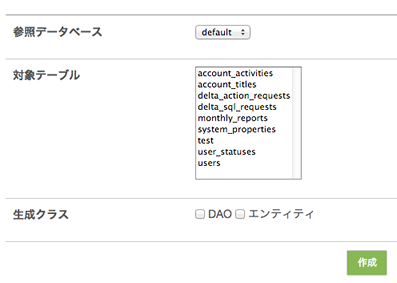 参照データベース default
対象テーブル
account_activities
account_titles
delta_action_requests
delta_sql_requests
monthly_reports
system_properties
test
user_statuses
users
生成クラス DAO エンティティ
作成